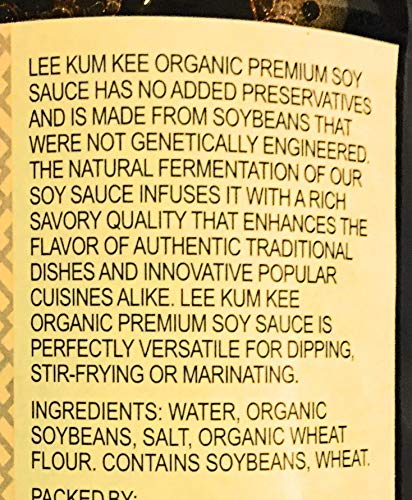 LEE KUM KEE ORGANIC PREMIUM SOY
SAUCE HAS NO ADDED PRESERVATIVES
AND IS MADE FROM SOYBEANS THAT
WERE NOT GENETICALLY ENGINEERED.
THE NATURAL FERMENTATION OF OUR
SOY SAUCE INFUSES IT WITH A RICH
SAVORY QUALITY THAT ENHANCES THE
FLAVOR OF AUTHENTIC TRADITIONAL
DISHES AND INNOVATIVE POPULAR
CUISINES ALIKE. LEE KUM KEE
ORGANIC PREMIUM SOY SAUCE IS
PERFECTLY VERSATILE FOR DIPPING,
STIR-FRYING OR MARINATING.
INGREDIENTS: WATER, ORGANIC
SOYBEANS, SALT, ORGANIC WHEAT
FLOUR. CONTAINS SOYBEANS, WHEAT.
PACKED BY: